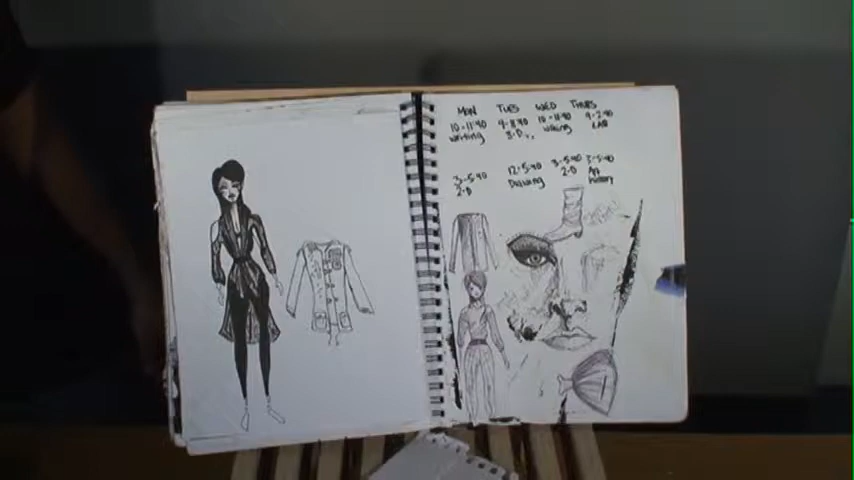 MON TUES WED THURS
10-11:40 9-11:40 10-11:40 9-2:40
writing 3-D writing LAB
3-5:40 12-5:40 3-5:40 3-5:40
2-D Drawing 2-D Art
History